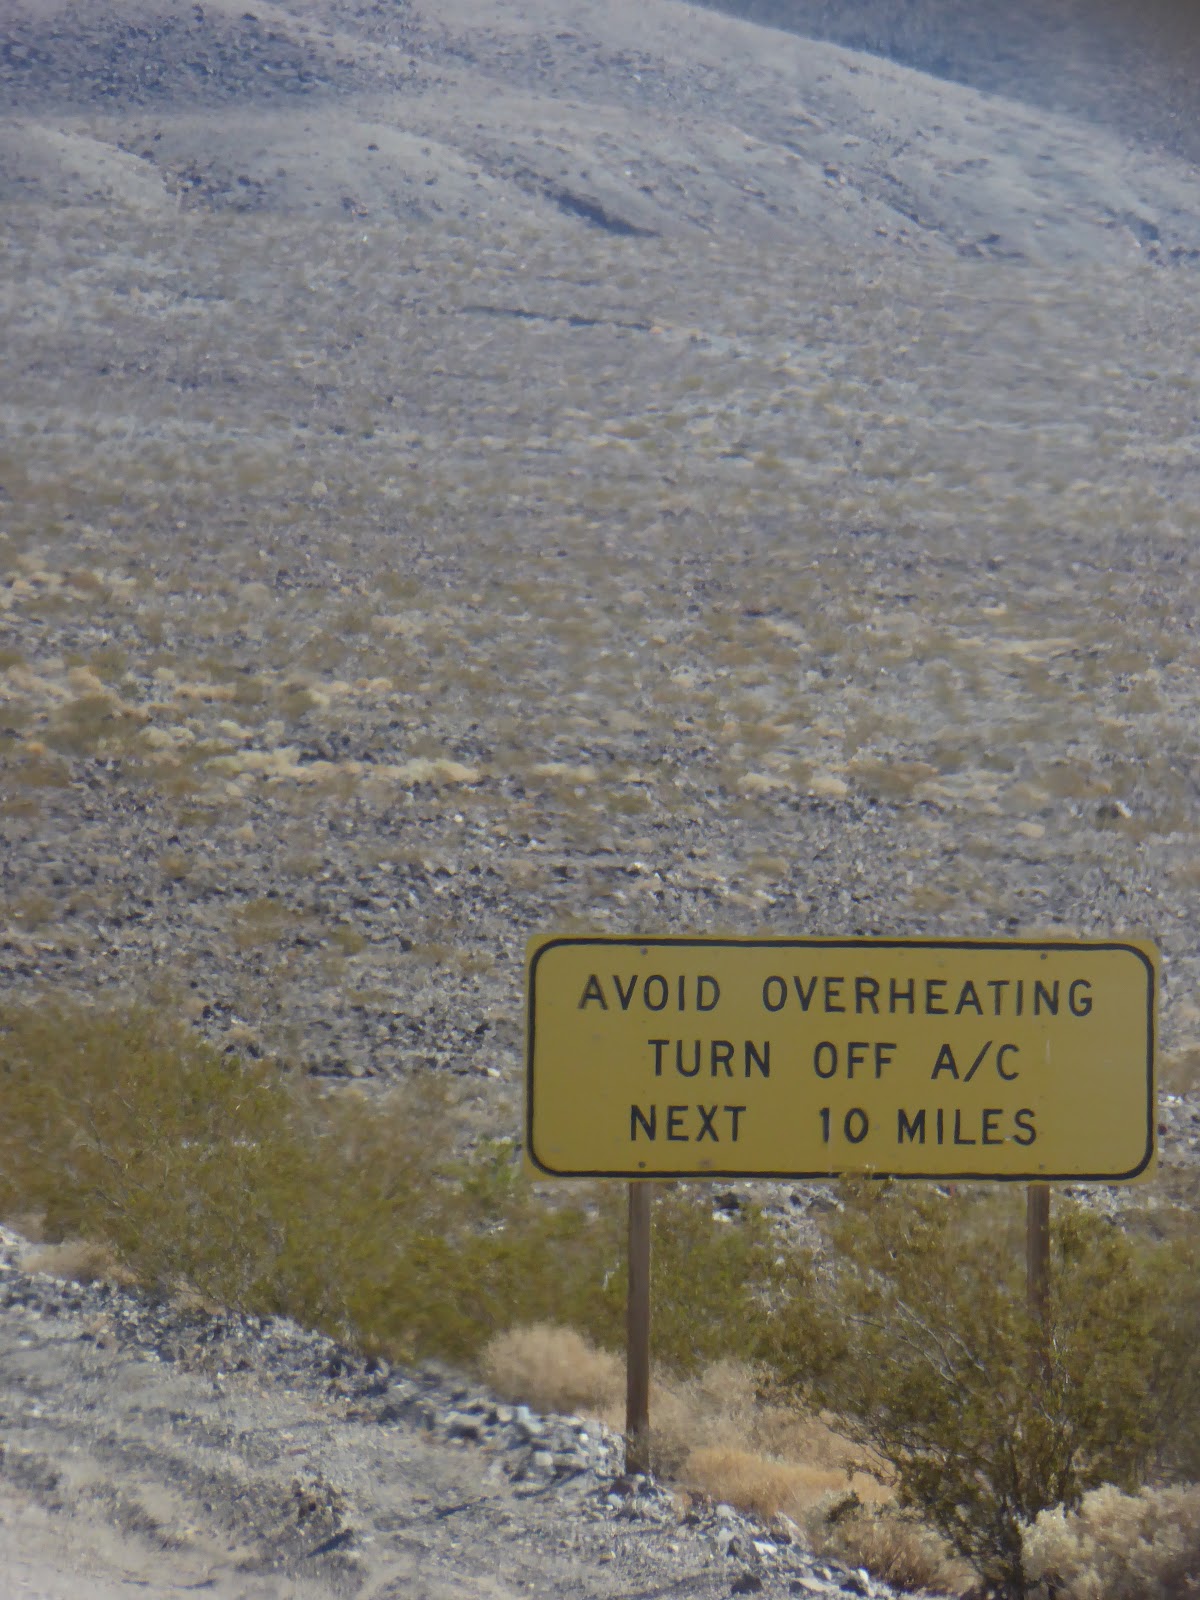 AVOID OVERHEATING
TURN OFF A/C
NEXT 10 MILES